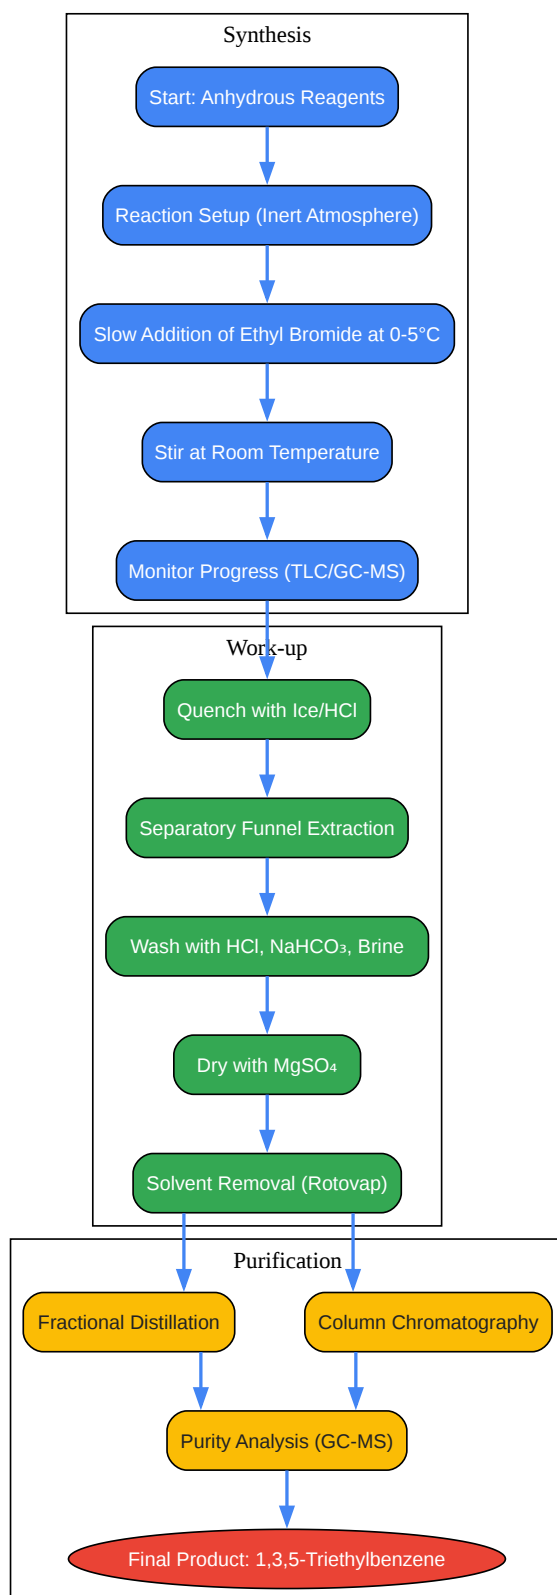 Synthesis
Start: Anhydrous Reagents
Reaction Setup (Inert Atmosphere)
Slow Addition of Ethyl Bromide at 0-5°C
Stir at Room Temperature
Monitor Progress (TLC/GC-MS)
Work-up
Quench with Ice/HCl
Separatory Funnel Extraction
Wash with HCl, NaHCO₃, Brine
Dry with MgSO₄
Solvent Removal (Rotovap)
Purification
Fractional Distillation
Column Chromatography
Purity Analysis (GC-MS)
Final Product: 1,3,5-Triethylbenzene